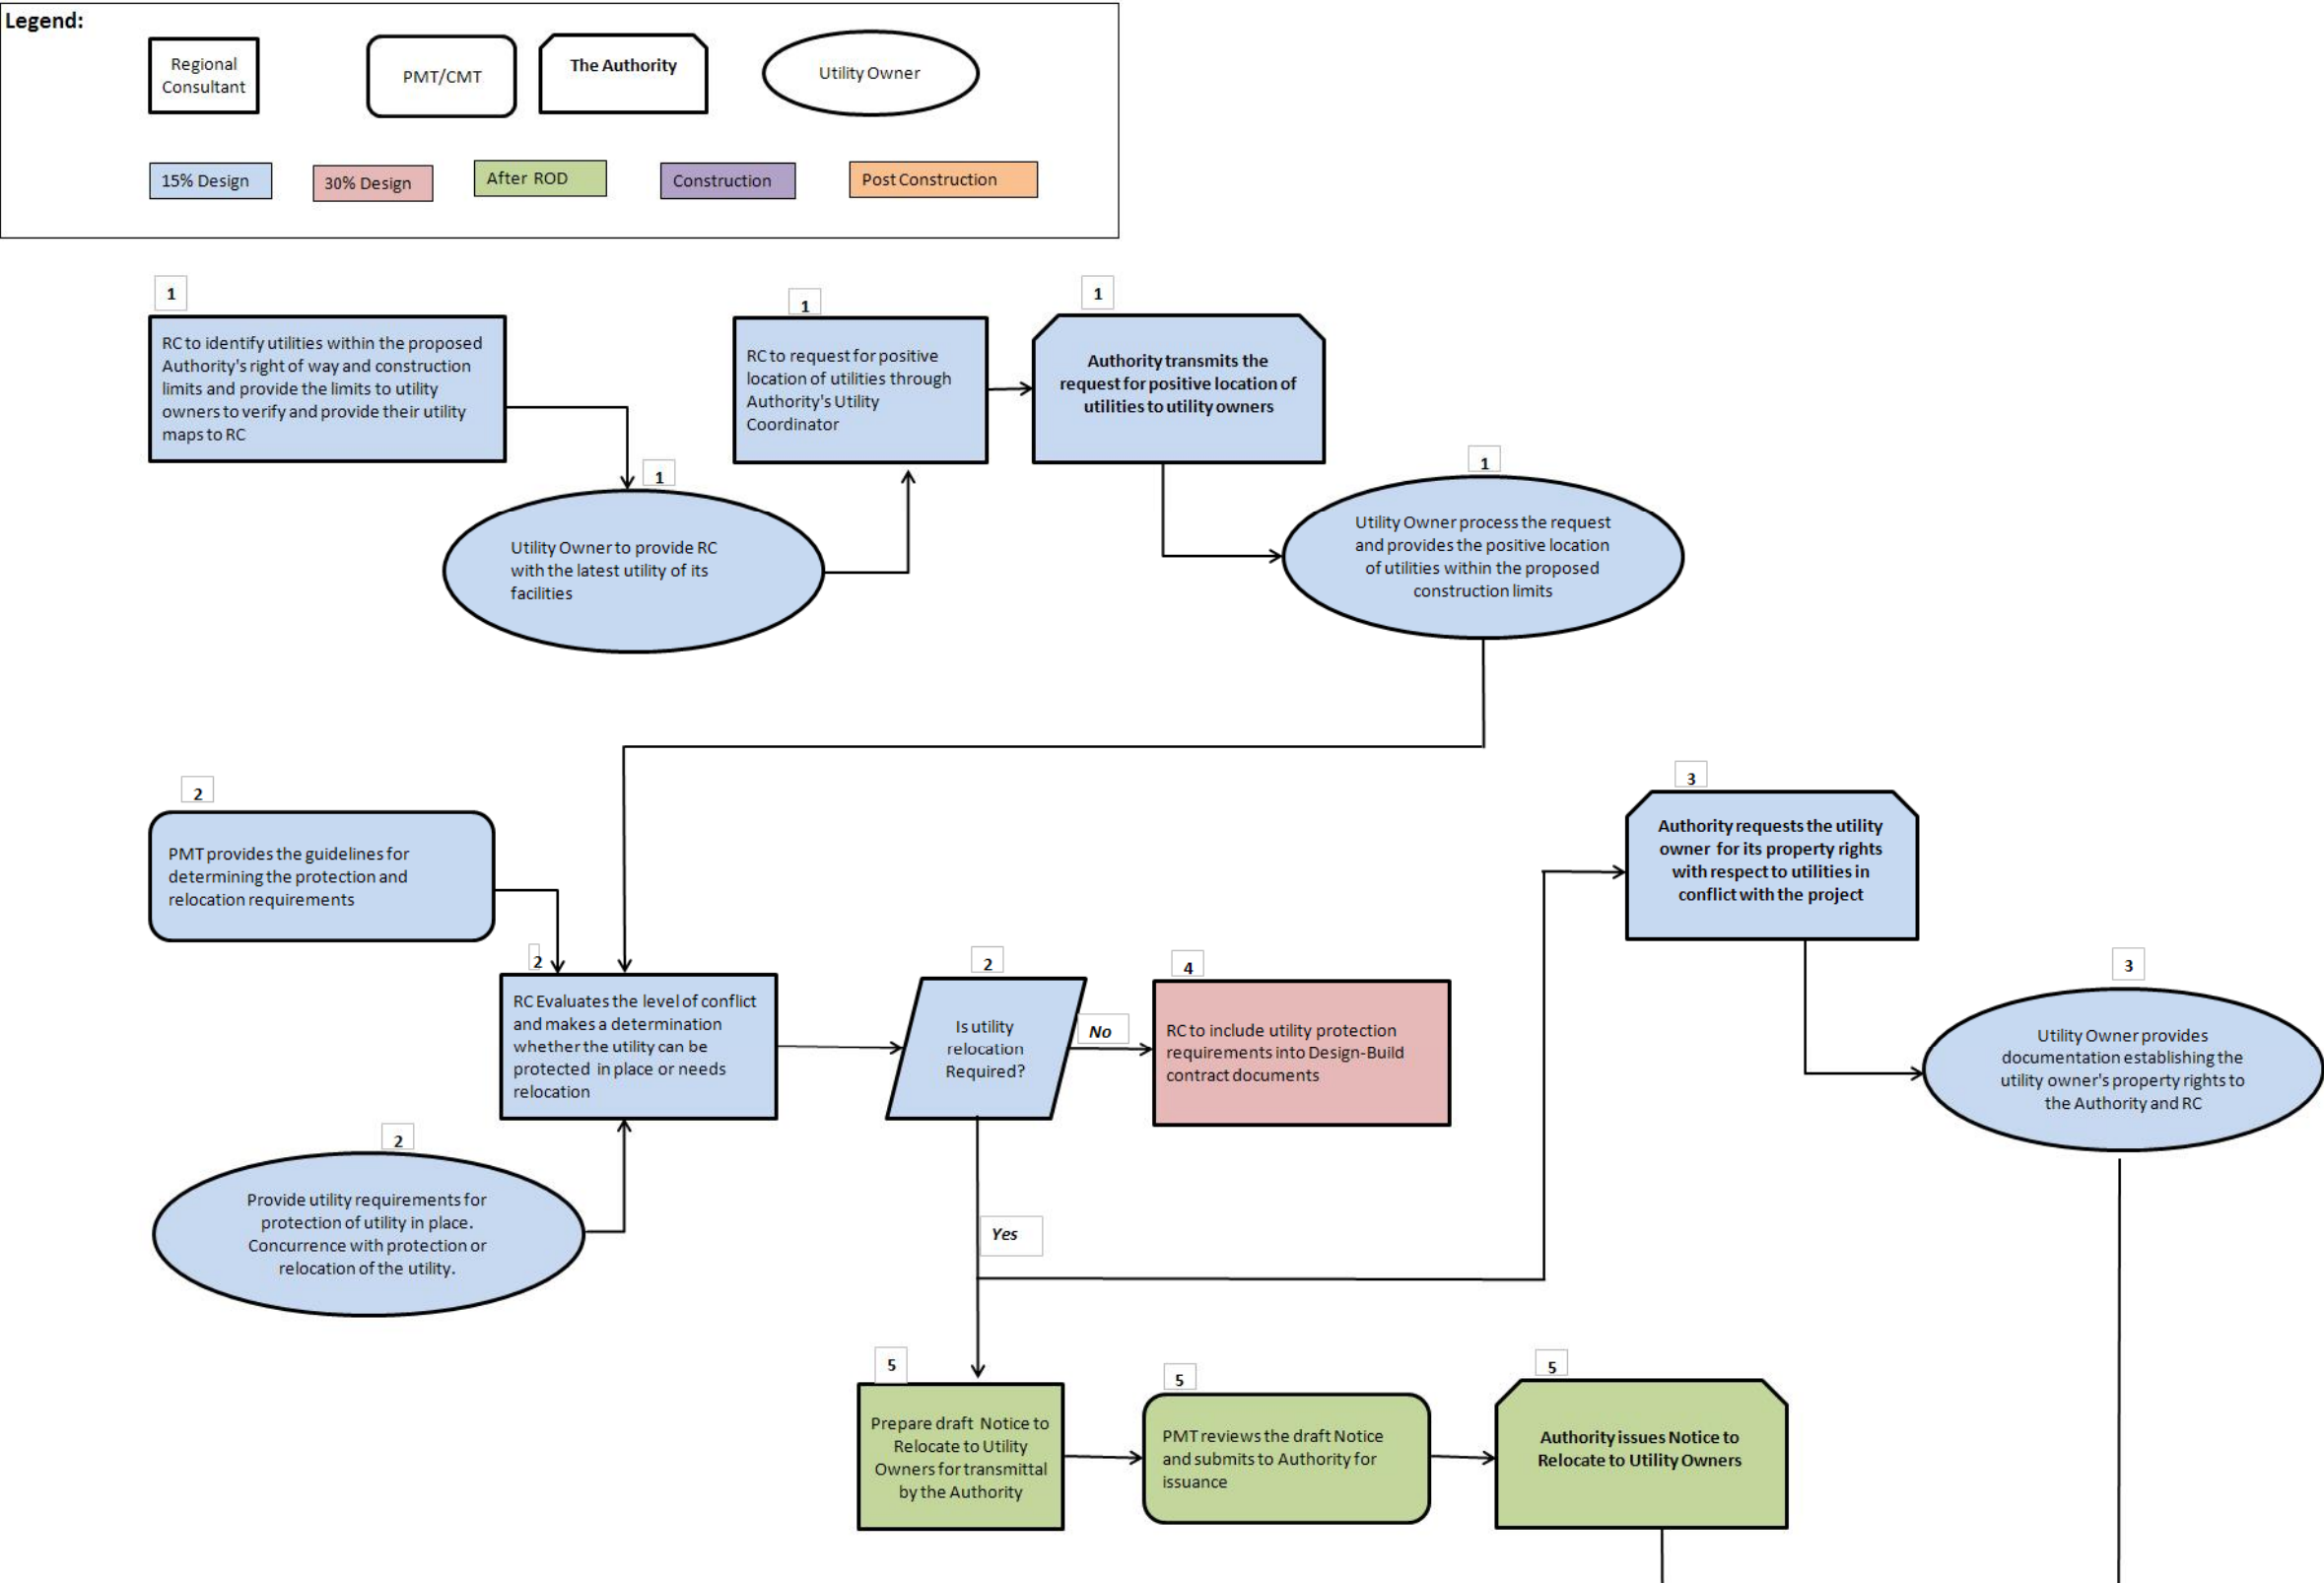 Legend:
Regional
Consultant
PMT/CMT
The Authority
Utility Owner
15% Design
30% Design
After ROD
Construction
Post Construction
1
RC to identify utilities within the proposed
Authority's right of way and construction
limits and provide the limits to utility
owners to verify and provide their utility
maps to RC
1
RC to request for positive
location of utilities through
Authority's Utility
Coordinator
1
Authority transmits the
request for positive location of
utilities to utility owners
1
Utility Owner to provide RC
with the latest utility of its
facilities
1
Utility Owner process the request
and provides the positive location
of utilities within the proposed
construction limits
2
PMT provides the guidelines for
determining the protection and
relocation requirements
3
Authority requests the utility
owner for its property rights
with respect to utilities in
conflict with the project
2
RC Evaluates the level of conflict
and makes a determination
whether the utility can be
protected in place or needs
relocation
2
Is utility
relocation
Required?
No
4
RC to include utility protection
requirements into Design-Build
contract documents
3
Utility Owner provides
documentation establishing the
utility owner's property rights to
the Authority and RC
2
Provide utility requirements for
protection of utility in place.
Concurrence with protection or
relocation of the utility.
Yes
5
Prepare draft Notice to
Relocate to Utility
Owners for transmittal
by the Authority
5
PMT reviews the draft Notice
and submits to Authority for
issuance
5
Authority issues Notice to
Relocate to Utility Owners